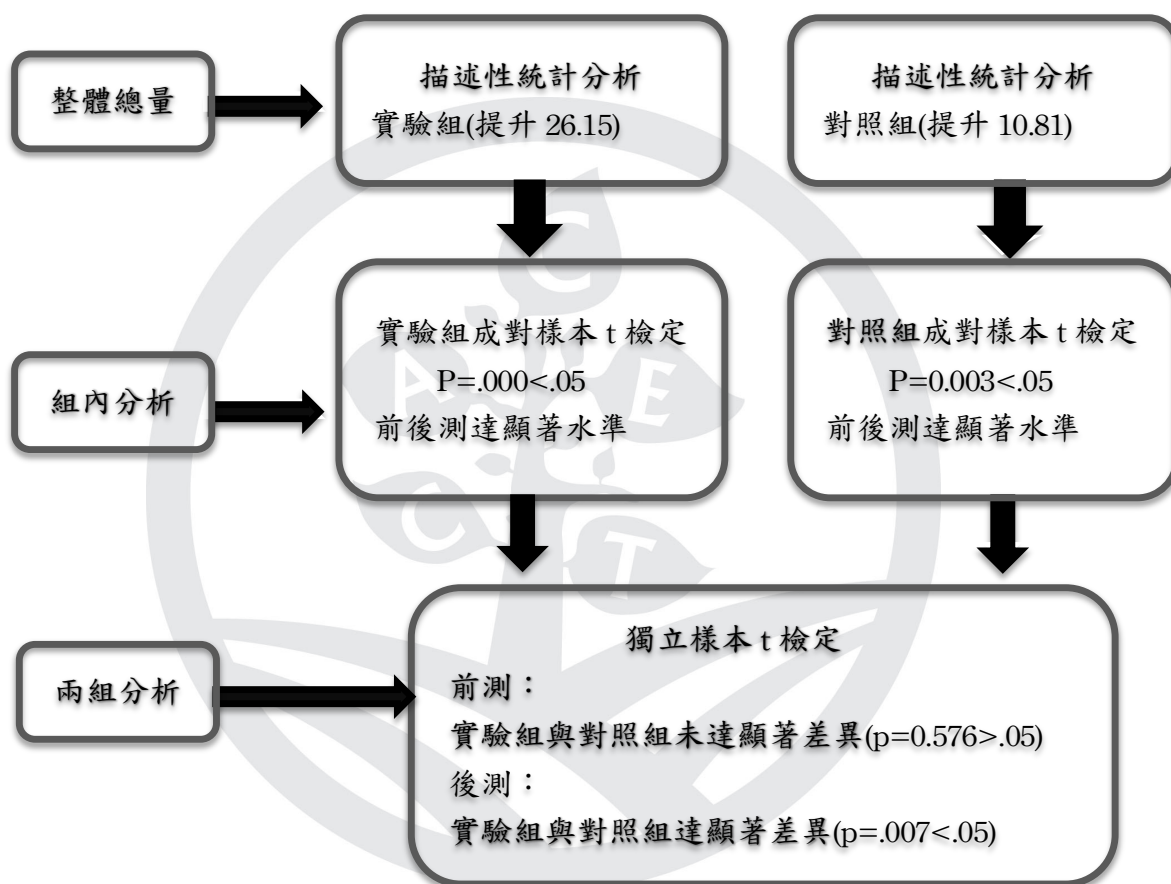 整體總量
描述性統計分析
實驗組(提升 26.15)
描述性統計分析
對照組(提升 10.81)
組內分析
實驗組成對樣本 t 檢定
P=.000<.05
前後測達顯著水準
對照組成對樣本 t 檢定
P=0.003<.05
前後測達顯著水準
兩組分析
獨立樣本 t 檢定
前測：
實驗組與對照組未達顯著差異(p=0.576>.05)
後測：
實驗組與對照組達顯著差異(p=.007<.05)
C
A
E
C
T